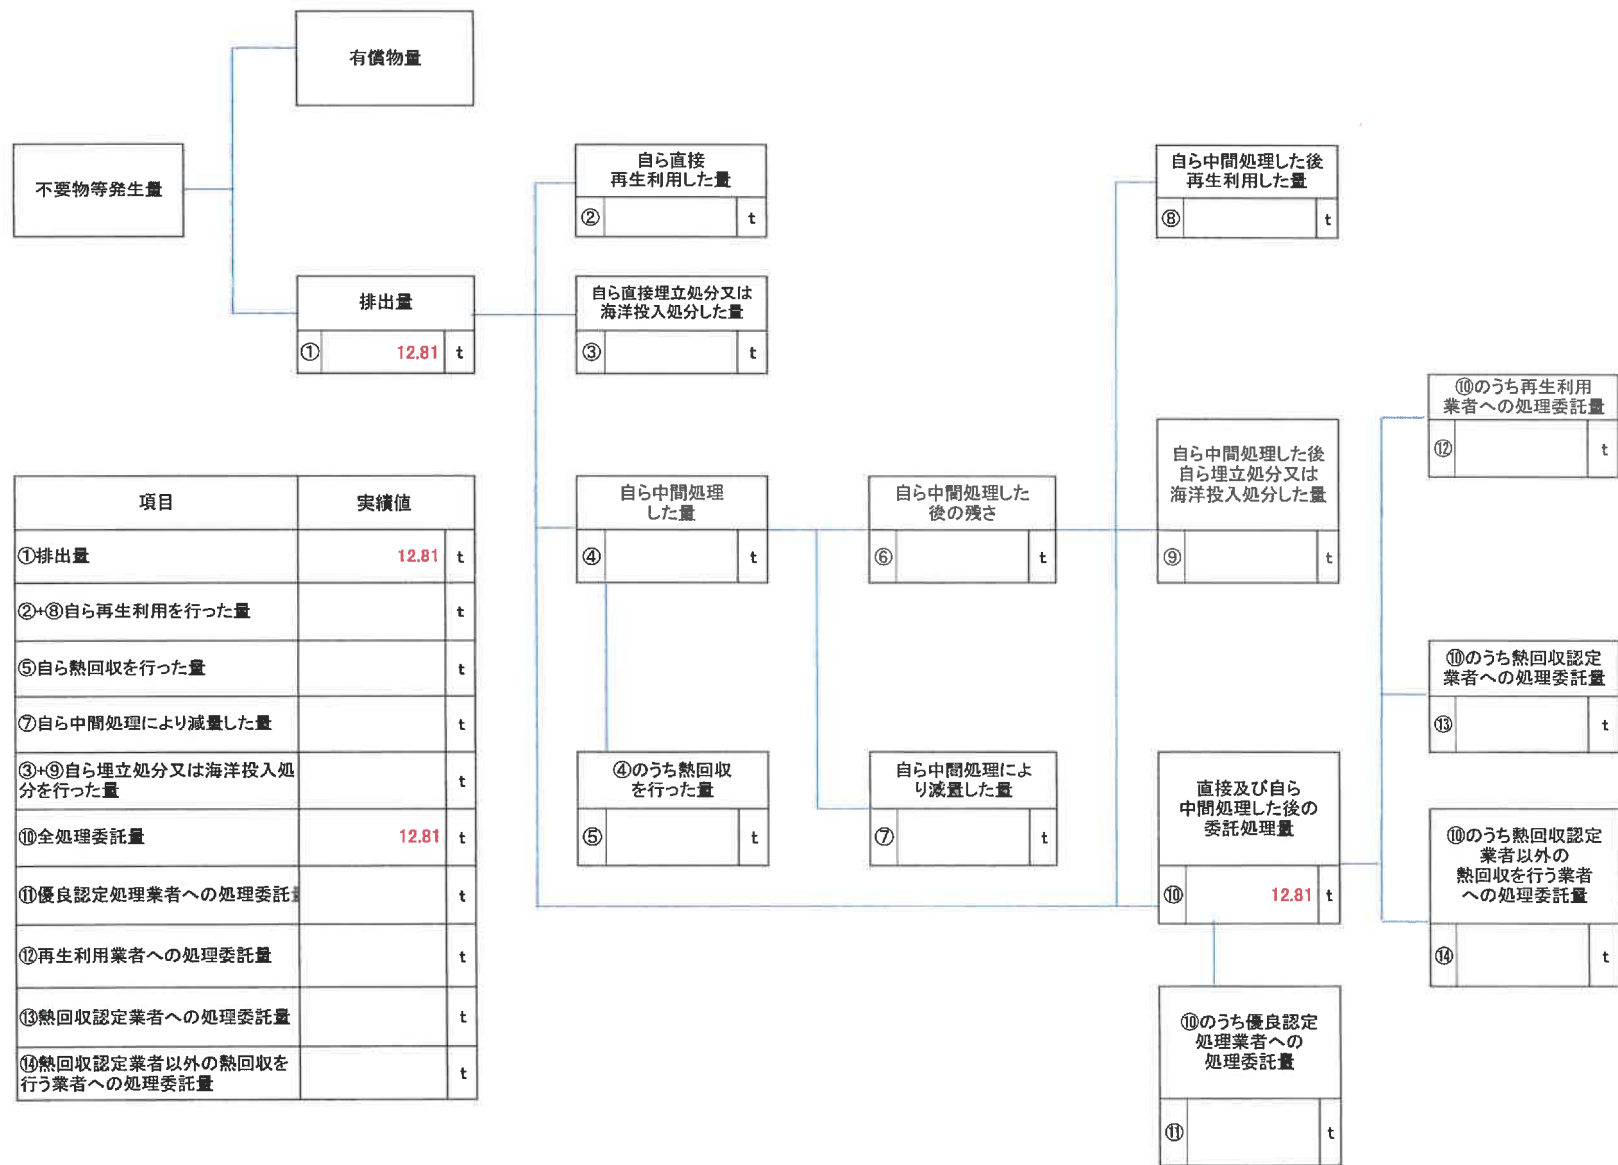 有償物量
不要物等発生量
排出量
① 12.81 t
自ら直接
再生利用した量
② t
自ら直接埋立処分又は
海洋投入処分した量
③ t
自ら中間処理
した量
④ t
④のうち熱回収
を行った量
⑤ t
自ら中間処理した
後の残さ
⑥ t
自ら中間処理によ
り減量した量
⑦ t
自ら中間処理した後
再生利用した量
⑧ t
自ら中間処理した後
自ら埋立処分又は
海洋投入処分した量
⑨ t
直接及び自ら
中間処理した後の
委託処理量
⑩ 12.81 t
⑩のうち優良認定
処理業者への
処理委託量
⑪ t
⑩のうち再生利用
業者への処理委託量
⑫ t
⑩のうち熱回収認定
業者への処理委託量
⑬ t
⑩のうち熱回収認定
業者以外の
熱回収を行う業者
への処理委託量
⑭ t
項目 実績値
①排出量 12.81 t
②+⑧自ら再生利用を行った量 t
⑤自ら熱回収を行った量 t
⑦自ら中間処理により減量した量 t
③+⑨自ら埋立処分又は海洋投入処
分を行った量 t
⑩全処理委託量 12.81 t
⑪優良認定処理業者への処理委託 t
⑫再生利用業者への処理委託量 t
⑬熱回収認定業者への処理委託量 t
⑭熱回収認定業者以外の熱回収を
行う業者への処理委託量 t